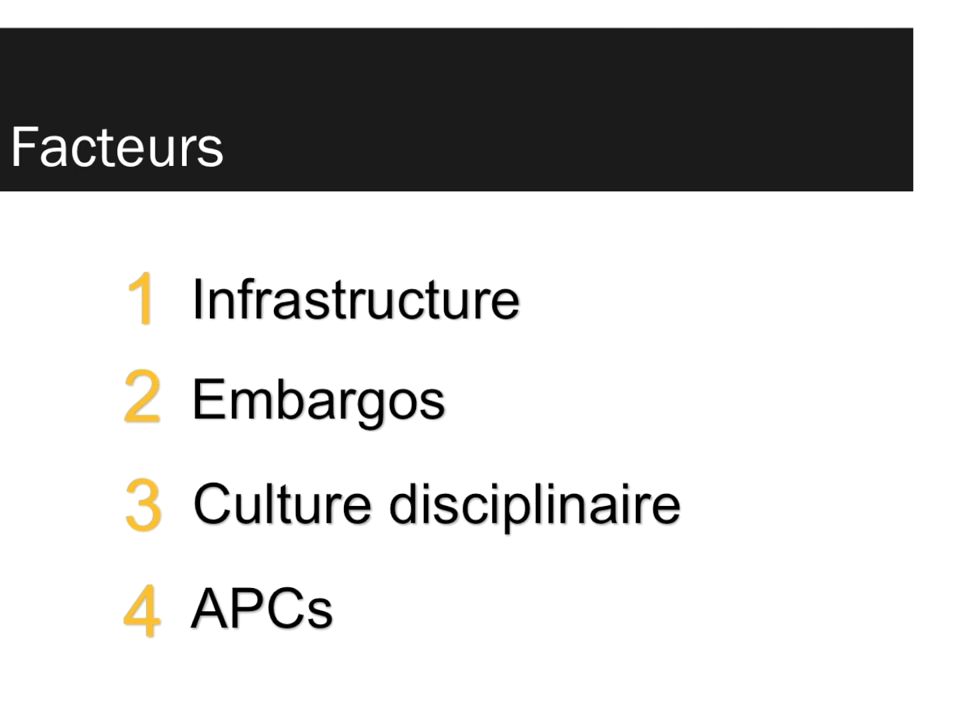 Facteurs
1 Infrastructure
2 Embargos
3 Culture disciplinaire
4 APCs